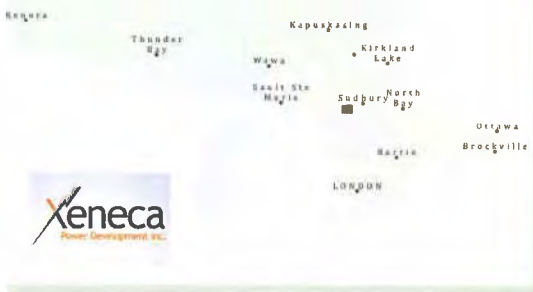 Kenora
Kapuskasing
Thunder
Bay
Kirkland
Lake
Wawa
Sault Ste
Marie
Sudbury
North
Bay
Ottawa
Brockville
Barrie
LONDON
Xeneca
Power Development Inc.